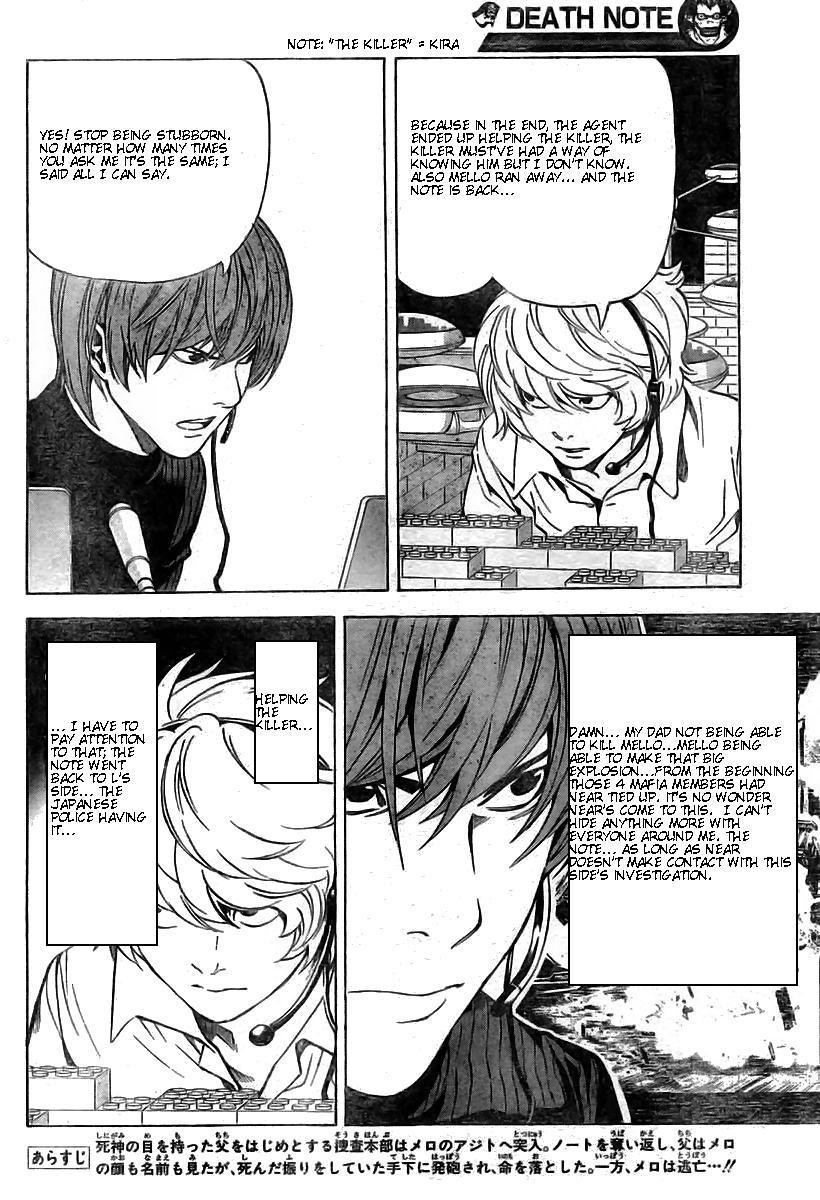 DEATH NOTE
NOTE: "THE KILLER" = KIRA
BECAUSE IN THE END, THE AGENT
ENDED UP HELPING THE KILLER, THE
KILLER MUST'VE HAD A WAY OF
KNOWING HIM BUT I DON'T KNOW.
ALSO MELLO RAN AWAY... AND THE
NOTE IS BACK...
YES! STOP BEING STUBBORN.
NO MATTER HOW MANY TIMES
YOU ASK ME IT'S THE SAME; I
SAID ALL I CAN SAY.
DAMN... MY DAD NOT BEING ABLE
TO KILL MELLO...MELLO BEING
ABLE TO MAKE THAT BIG
EXPLOSION...FROM THE BEGINNING
THOSE 4 MAFIA MEMBERS HAD
NEAR TIED UP. IT'S NO WONDER
NEAR'S COME TO THIS. I CAN'T
HIDE ANYTHING MORE WITH
EVERYONE AROUND ME. THE
NOTE... AS LONG AS NEAR
DOESN'T MAKE CONTACT WITH THIS
SIDE'S INVESTIGATION.
HELPING
THE
KILLER...
... I HAVE TO
PAY ATTENTION
TO THAT; THE
NOTE WENT
BACK TO L'S
SIDE... THE
JAPANESE
POLICE HAVING
IT...
あらすじ
死神の目を持った父をはじめとする捜査本部はメロのアジトへ突入。ノートを奪い返し、父はメロ
の顔も名前も見たが、死んだ振りをしていた手下に発砲され、命を落とした。一方、メロは逃亡…!!